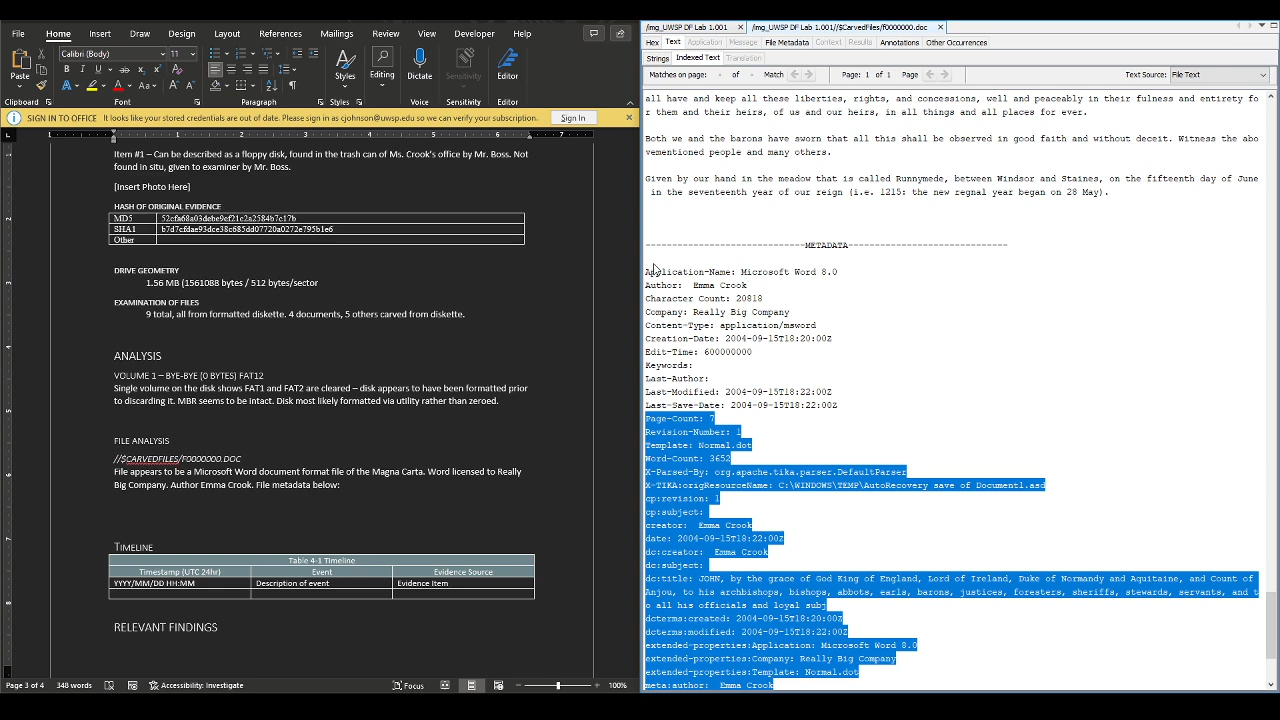 File Home Insert Draw Design Layout References Mailings Review View Developer Help
Calibri (Body) 11
Paste Styles Editing Dictate Sensitivity Editor
Clipboard Font Paragraph Styles Voice Sensitivity Editor
SIGN IN TO OFFICE It looks like your stored credentials are out of date. Please sign in as cjohnson@uwsp.edu so we can verify your subscription. Sign In
Item #1 – Can be described as a floppy disk, found in the trash can of Ms. Crook's office by Mr. Boss. Not
found in situ, given to examiner by Mr. Boss.
[Insert Photo Here]
HASH OF ORIGINAL EVIDENCE
MD5 52cfa68a03debe9ef21c2a2584b7c17b
SHA1 b7d7cfdae93dce38c685dd07720a0272e795b1e6
Other
DRIVE GEOMETRY
1.56 MB (1561088 bytes / 512 bytes/sector
EXAMINATION OF FILES
9 total, all from formatted diskette. 4 documents, 5 others carved from diskette.
ANALYSIS
VOLUME 1 – BYE-BYE (0 BYTES) FAT12
Single volume on the disk shows FAT1 and FAT2 are cleared – disk appears to have been formatted prior
to discarding it. MBR seems to be intact. Disk most likely formatted via utility rather than zeroed.
FILE ANALYSIS
//$CARVEDFILES/F0000000.DOC
File appears to be a Microsoft Word document format file of the Magna Carta. Word licensed to Really
Big Company. Author Emma Crook. File metadata below:
TIMELINE
Table 4-1 Timeline
Timestamp (UTC 24hr) Event Evidence Source
YYYY/MM/DD HH:MM Description of event Evidence Item
RELEVANT FINDINGS
Page 3 of 4 348 words Accessibility: Investigate Focus 100%
/img_UWSP DF Lab 1.001 /img_UWSP DF Lab 1.001//$CarvedFiles/f0000000.doc
Hex Text Application Message File Metadata Context Results Annotations Other Occurrences
Strings Indexed Text Translation
Matches on page: - of - Match Page: 1 of 1 Page Text Source: File Text
all have and keep all these liberties, rights, and concessions, well and peaceably in their fulness and entirety fo
r them and their heirs, of us and our heirs, in all things and all places for ever.
Both we and the barons have sworn that all this shall be observed in good faith and without deceit. Witness the abo
vementioned people and many others.
Given by our hand in the meadow that is called Runnymede, between Windsor and Staines, on the fifteenth day of June
in the seventeenth year of our reign (i.e. 1215: the new regnal year began on 28 May).
------------------------------METADATA------------------------------
Application-Name: Microsoft Word 8.0
Author: Emma Crook
Character Count: 20818
Company: Really Big Company
Content-Type: application/msword
Creation-Date: 2004-09-15T18:20:00Z
Edit-Time: 600000000
Keywords:
Last-Author:
Last-Modified: 2004-09-15T18:22:00Z
Last-Save-Date: 2004-09-15T18:22:00Z
Page-Count: 7
Revision-Number: 1
Template: Normal.dot
Word-Count: 3652
X-Parsed-By: org.apache.tika.parser.DefaultParser
X-TIKA:origResourceName: C:\WINDOWS\TEMP\AutoRecovery save of Document1.asd
cp:revision: 1
cp:subject:
creator: Emma Crook
date: 2004-09-15T18:22:00Z
dc:creator: Emma Crook
dc:subject:
dc:title: JOHN, by the grace of God King of England, Lord of Ireland, Duke of Normandy and Aquitaine, and Count of
Anjou, to his archbishops, bishops, abbots, earls, barons, justices, foresters, sheriffs, stewards, servants, and t
o all his officials and loyal subj
dcterms:created: 2004-09-15T18:20:00Z
dcterms:modified: 2004-09-15T18:22:00Z
extended-properties:Application: Microsoft Word 8.0
extended-properties:Company: Really Big Company
extended-properties:Template: Normal.dot
meta:author: Emma Crook